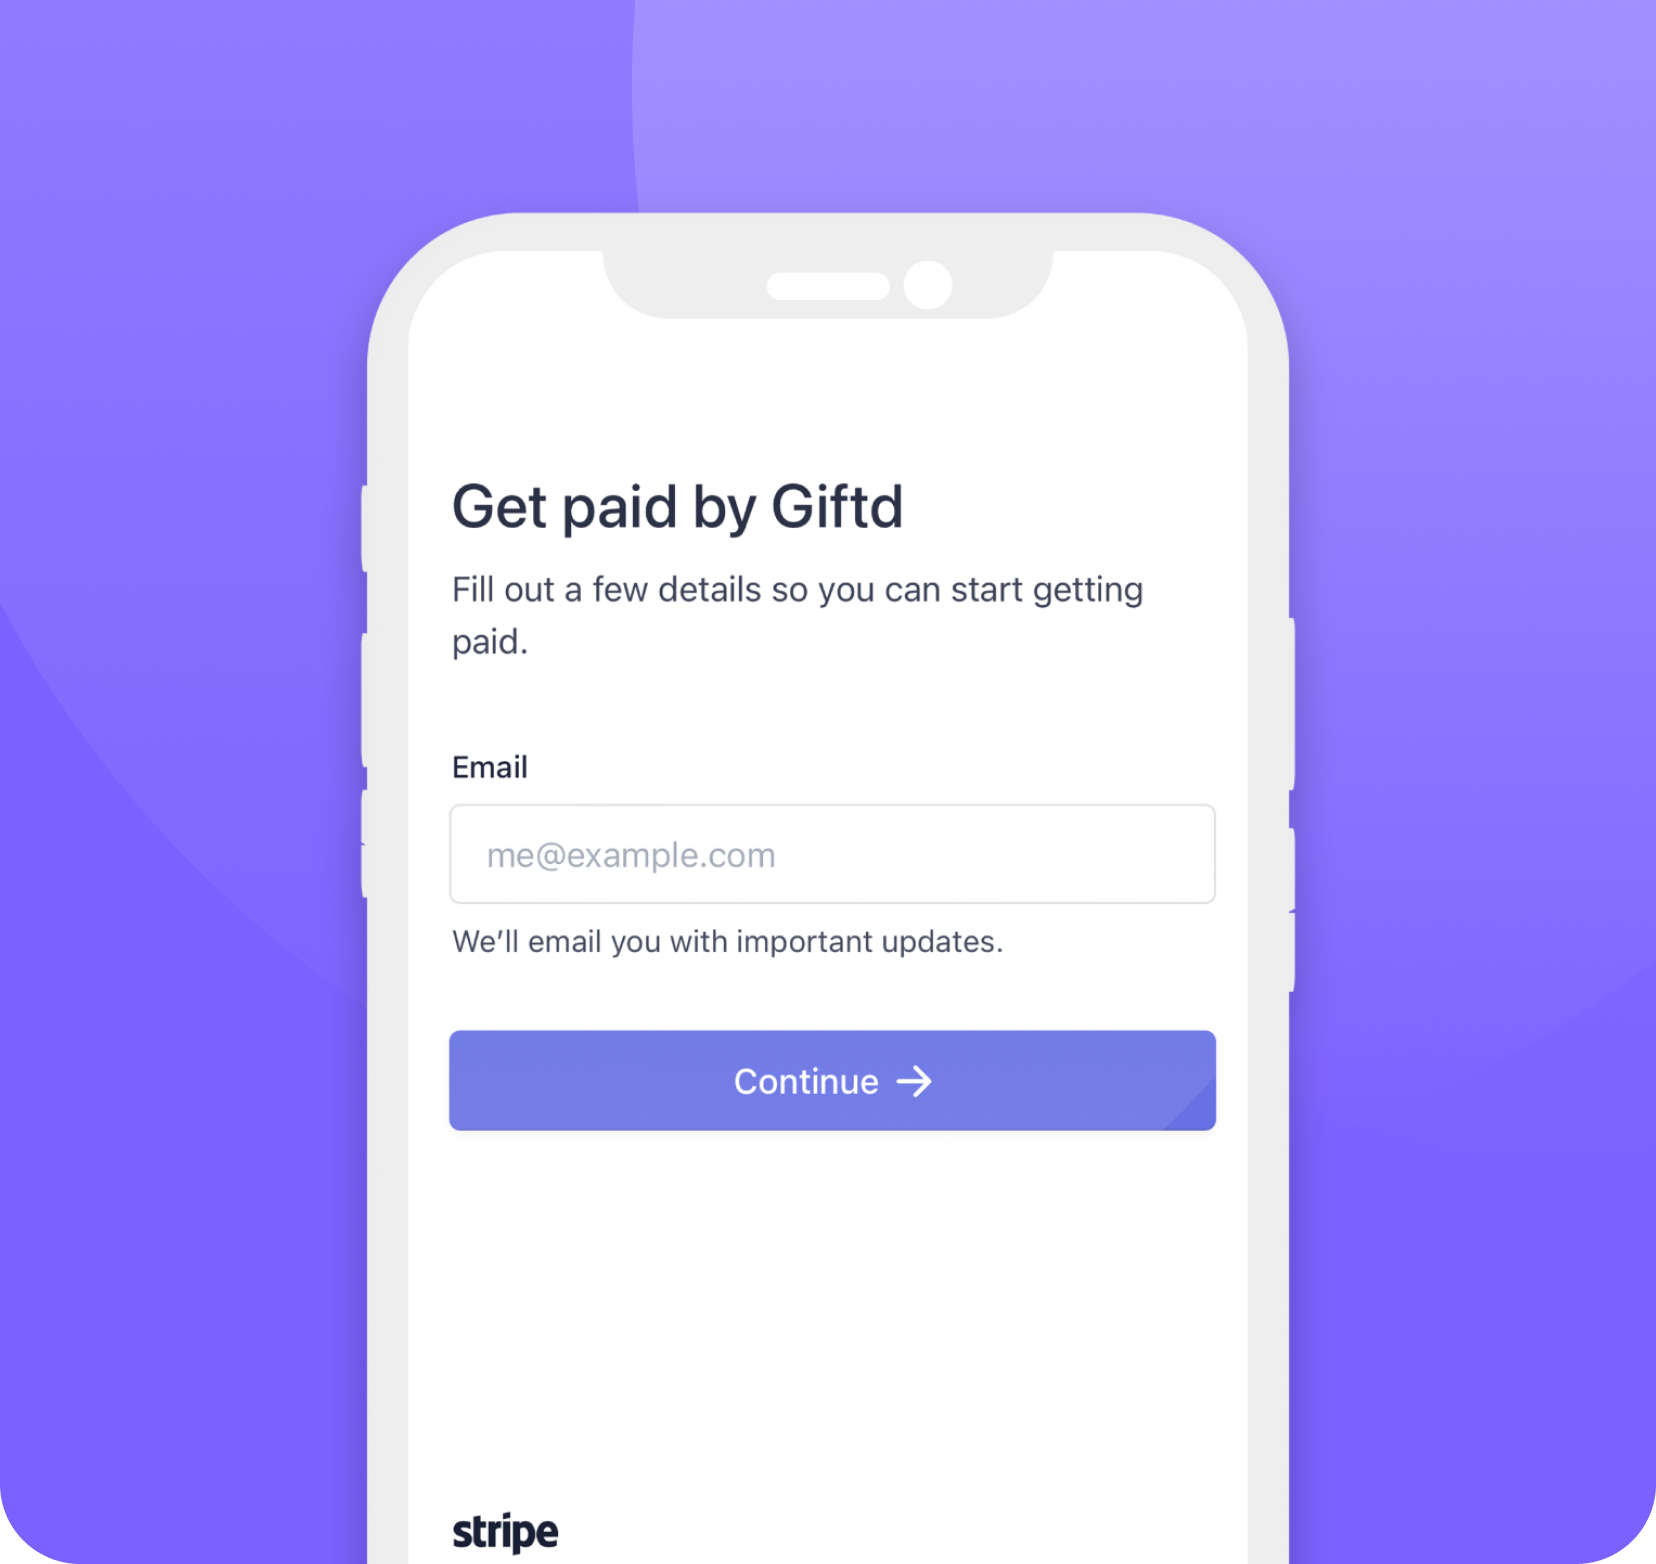 Get paid by Giftd
Fill out a few details so you can start getting
paid.
Email
me@example.com
We’ll email you with important updates.
Continue →
stripe